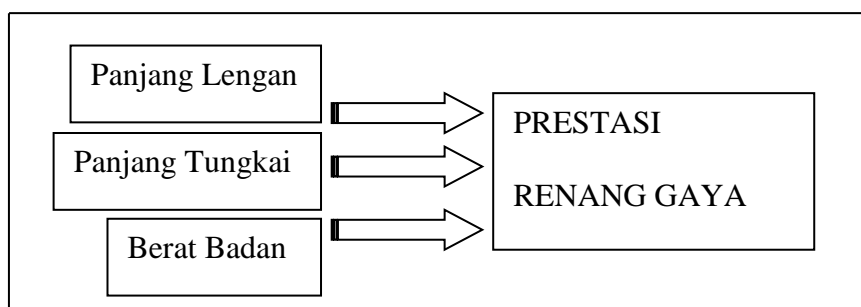 Panjang Lengan
Panjang Tungkai
Berat Badan
PRESTASI
RENANG GAYA